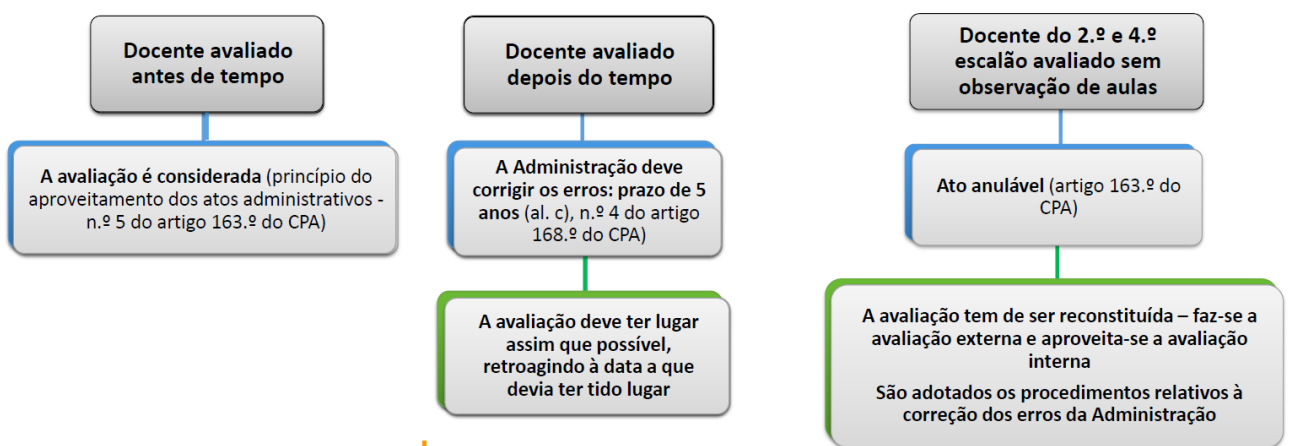 Docente avaliado
antes de tempo
A avaliação é considerada (princípio do
aproveitamento dos atos administrativos -
n.º 5 do artigo 163.º do CPA)
Docente avaliado
depois do tempo
A Administração deve
corrigir os erros: prazo de 5
anos (al. c), n.º 4 do artigo
168.º do CPA)
A avaliação deve ter lugar
assim que possível,
retroagindo à data a que
devia ter tido lugar
Docente do 2.º e 4.º
escalão avaliado sem
observação de aulas
Ato anulável (artigo 163.º do
CPA)
A avaliação tem de ser reconstituída – faz-se a
avaliação externa e aproveita-se a avaliação
interna
São adotados os procedimentos relativos à
correção dos erros da Administração